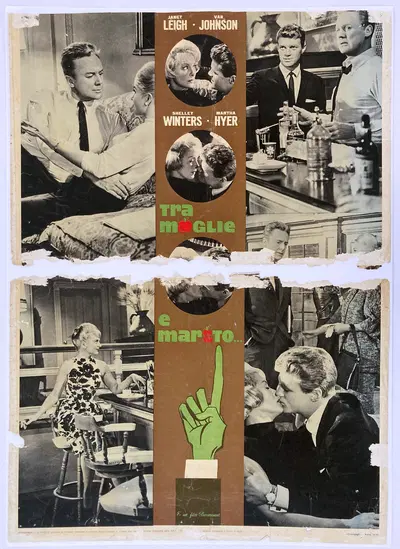 JANET LEIGH · VAN JOHNSON
SHELLEY WINTERS · MARTHA HYER
tra
moglie
e
marito...